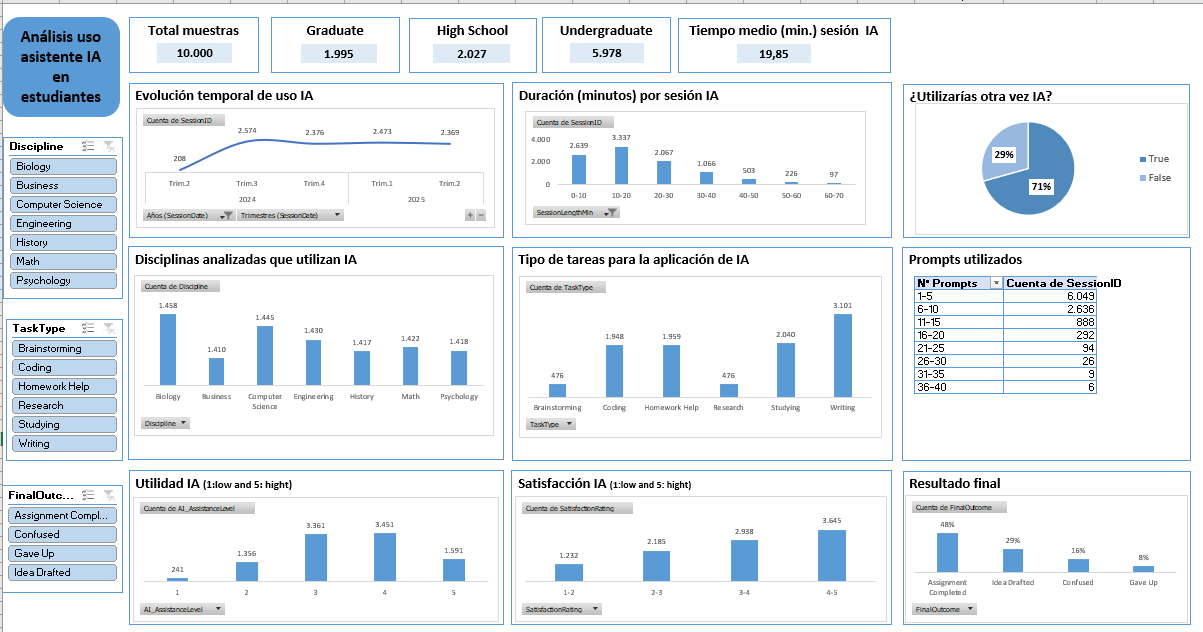 Análisis uso
asistente IA
en
estudiantes
Total muestras
10.000
Graduate
1.995
High School
2.027
Undergraduate
5.978
Tiempo medio (min.) sesión IA
19,85
Discipline
Biology
Business
Computer Science
Engineering
History
Math
Psychology
TaskType
Brainstorming
Coding
Homework Help
Research
Studying
Writing
FinalOutc...
Assignment Compl...
Confused
Gave Up
Idea Drafted
Evolución temporal de uso IA
Cuenta de SessionID
208
2.574
2.376
2.473
2.369
Trim.2 Trim.3 Trim.4 Trim.1 Trim.2
2024 2025
Años (SessionDate) Trimestres (SessionDate)
Duración (minutos) por sesión IA
Cuenta de SessionID
4.000
2.000
0
2.639 3.337 2.067 1.066 503 226 97
0-10 10-20 20-30 30-40 40-50 50-60 60-70
SessionLengthMin
¿Utilizarías otra vez IA?
29%
71%
True
False
Disciplinas analizadas que utilizan IA
Cuenta de Discipline
1.458 1.410 1.445 1.430 1.417 1.422 1.418
Biology Business Computer Science Engineering History Math Psychology
Discipline
Tipo de tareas para la aplicación de IA
Cuenta de TaskType
476 1.948 1.959 476 2.040 3.101
Brainstorming Coding Homework Help Research Studying Writing
TaskType
Prompts utilizados
Nº Prompts Cuenta de SessionID
1-5 6.049
6-10 2.636
11-15 888
16-20 292
21-25 94
26-30 26
31-35 9
36-40 6
Utilidad IA (1:low and 5: hight)
Cuenta de AI_AssistanceLevel
241 1.356 3.361 3.451 1.591
1 2 3 4 5
AI_AssistanceLevel
Satisfacción IA (1:low and 5: hight)
Cuenta de SatisfactionRating
1.232 2.185 2.938 3.645
1-2 2-3 3-4 4-5
SatisfactionRating
Resultado final
Cuenta de FinalOutcome
48% 29% 16% 8%
Assignment Completed Idea Drafted Confused Gave Up
FinalOutcome